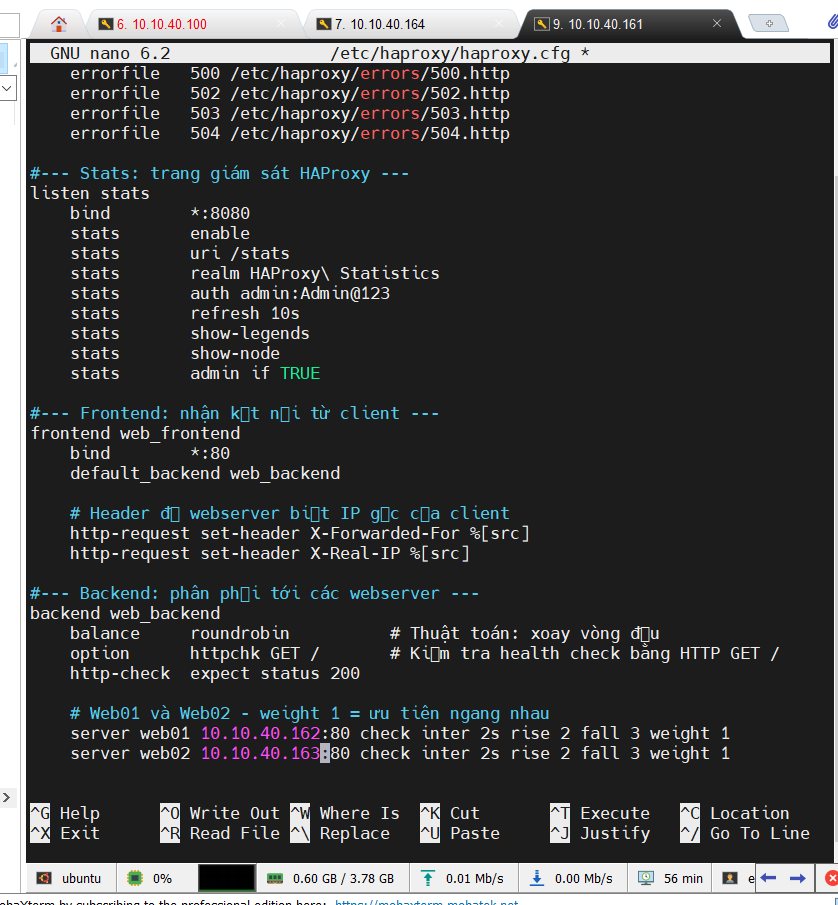 6. 10.10.40.100
7. 10.10.40.164
9. 10.10.40.161
GNU nano 6.2 /etc/haproxy/haproxy.cfg *
errorfile 500 /etc/haproxy/errors/500.http
errorfile 502 /etc/haproxy/errors/502.http
errorfile 503 /etc/haproxy/errors/503.http
errorfile 504 /etc/haproxy/errors/504.http
#--- Stats: trang giám sát HAProxy ---
listen stats
bind *:8080
stats enable
stats uri /stats
stats realm HAProxy\ Statistics
stats auth admin:Admin@123
stats refresh 10s
stats show-legends
stats show-node
stats admin if TRUE
#--- Frontend: nhận k▯t n▯i từ client ---
frontend web_frontend
bind *:80
default_backend web_backend
# Header đ▯ webserver bi▯t IP g▯c c▯a client
http-request set-header X-Forwarded-For %[src]
http-request set-header X-Real-IP %[src]
#--- Backend: phân ph▯i tới các webserver ---
backend web_backend
balance roundrobin # Thuật toán: xoay vòng đ▯u
option httpchk GET / # Ki▯m tra health check bằng HTTP GET /
http-check expect status 200
# Web01 và Web02 - weight 1 = ưu tiên ngang nhau
server web01 10.10.40.162:80 check inter 2s rise 2 fall 3 weight 1
server web02 10.10.40.163:80 check inter 2s rise 2 fall 3 weight 1
^G Help ^O Write Out ^W Where Is ^K Cut ^T Execute ^C Location
^X Exit ^R Read File ^\ Replace ^U Paste ^J Justify ^/ Go To Line
ubuntu 0% 0.60 GB / 3.78 GB 0.01 Mb/s 0.00 Mb/s 56 min
by subscribing to the professional edition here: https://mobaxterm.mobatek.net